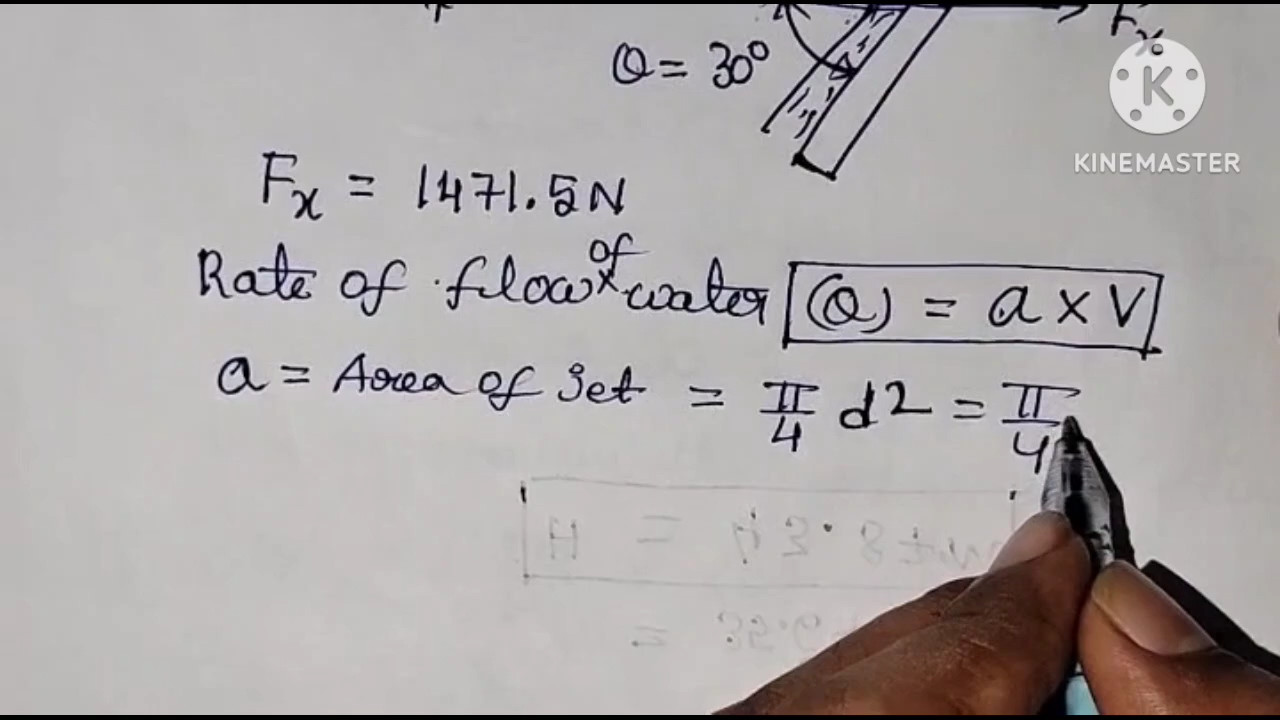 Fx
θ = 30°
K
KINEMASTER
Fx = 1471.5N
Rate of flow of water (Q) = a × V
a = Area of Jet = π/4 d2 = π/4